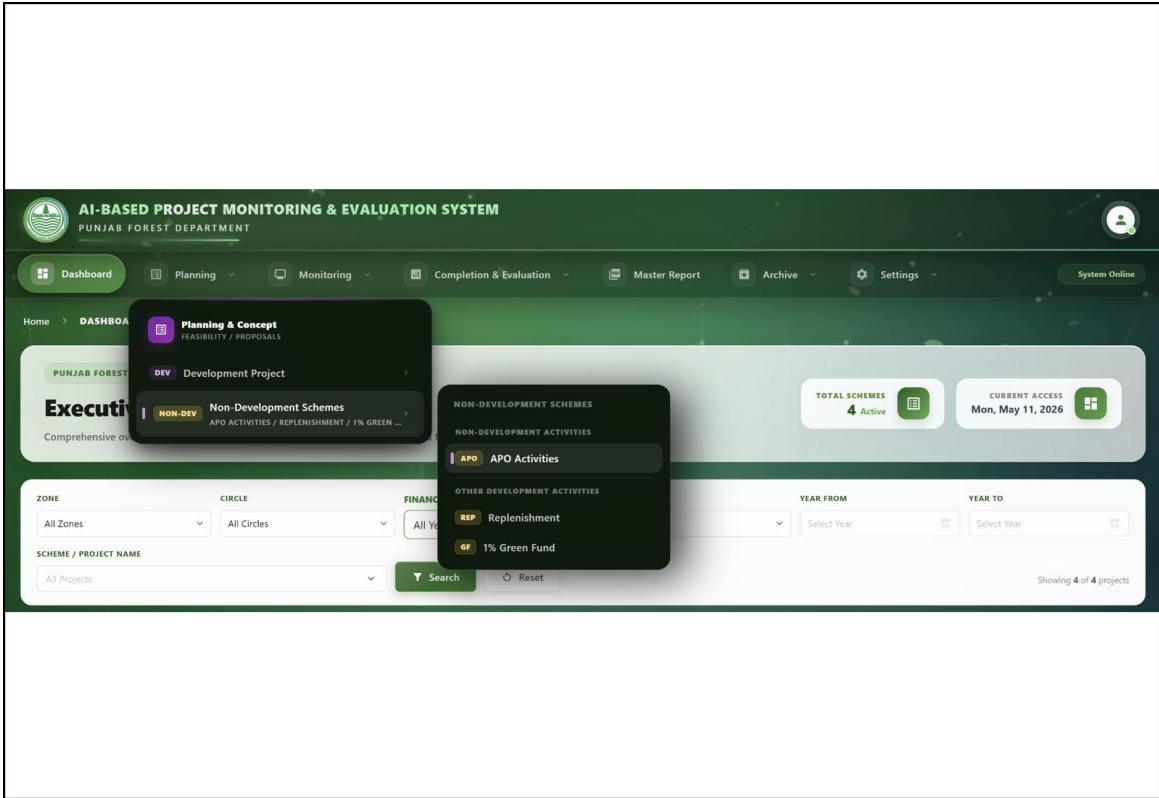 AI-BASED PROJECT MONITORING & EVALUATION SYSTEM
PUNJAB FOREST DEPARTMENT
Dashboard
Planning
Monitoring
Completion & Evaluation
Master Report
Archive
Settings
System Online
Home > DASHBOA
Planning & Concept
FEASIBILITY / PROPOSALS
DEV Development Project
NON-DEV Non-Development Schemes
APO ACTIVITIES / REPLENISHMENT / 1% GREEN ...
NON-DEVELOPMENT SCHEMES
NON-DEVELOPMENT ACTIVITIES
APO APO Activities
OTHER DEVELOPMENT ACTIVITIES
REP Replenishment
GF 1% Green Fund
PUNJAB FOREST
Executi
Comprehensive ov
TOTAL SCHEMES
4 Active
CURRENT ACCESS
Mon, May 11, 2026
ZONE
All Zones
CIRCLE
All Circles
FINANC
All Ye
YEAR FROM
Select Year
YEAR TO
Select Year
SCHEME / PROJECT NAME
All Projects
Search
Reset
Showing 4 of 4 projects